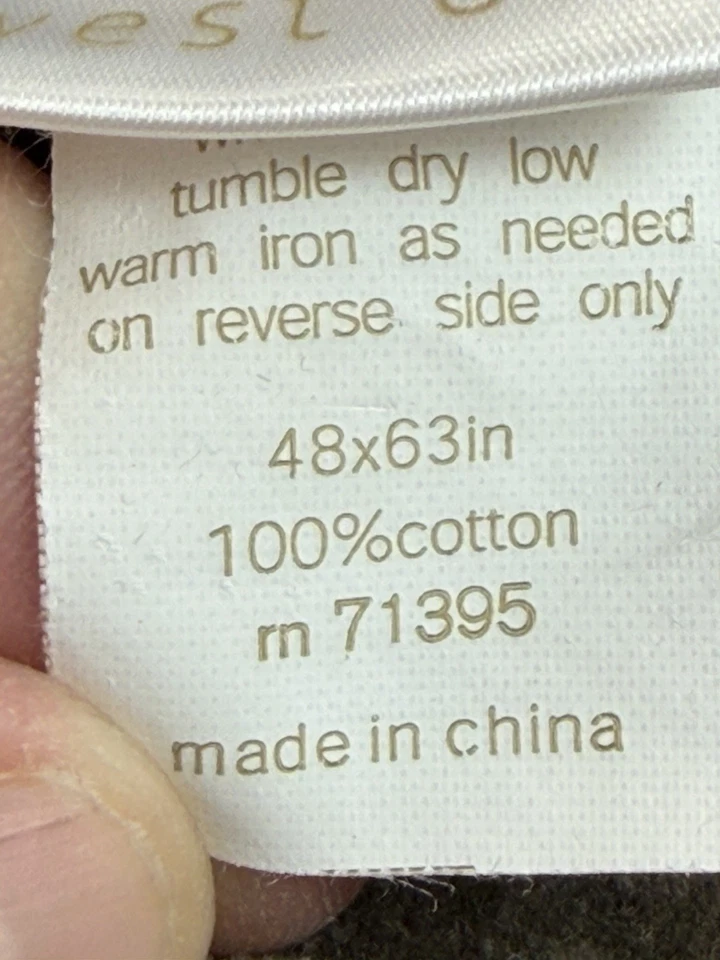 tumble dry low
warm iron as needed
on reverse side only
48x63in
100%cotton
rn 71395
made in china